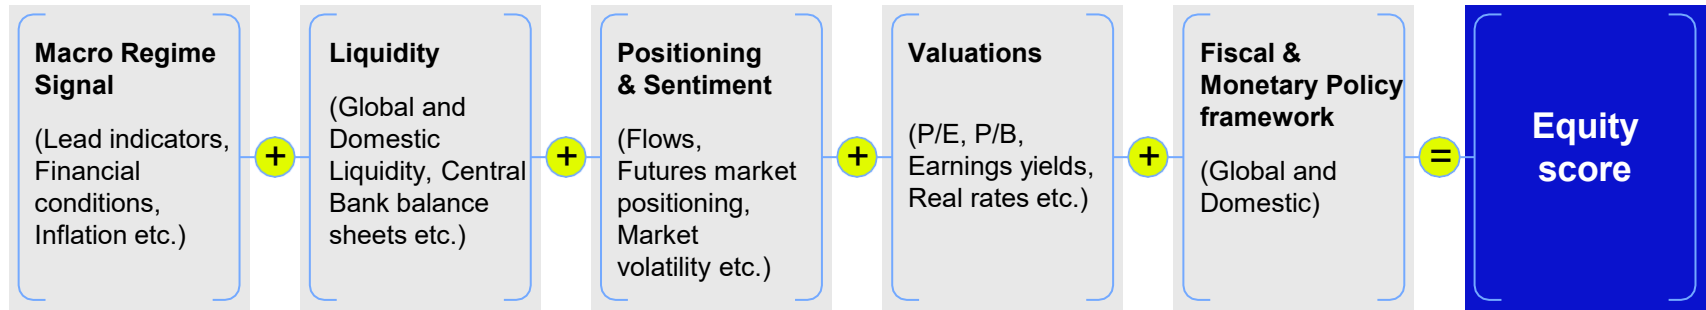 Macro Regime
Signal
(Lead indicators,
Financial
conditions,
Inflation etc.)
+
Liquidity
(Global and
Domestic
Liquidity, Central
Bank balance
sheets etc.)
+
Positioning
& Sentiment
(Flows,
Futures market
positioning,
Market
volatility etc.)
+
Valuations
(P/E, P/B,
Earnings yields,
Real rates etc.)
+
Fiscal &
Monetary Policy
framework
(Global and
Domestic)
=
Equity
score